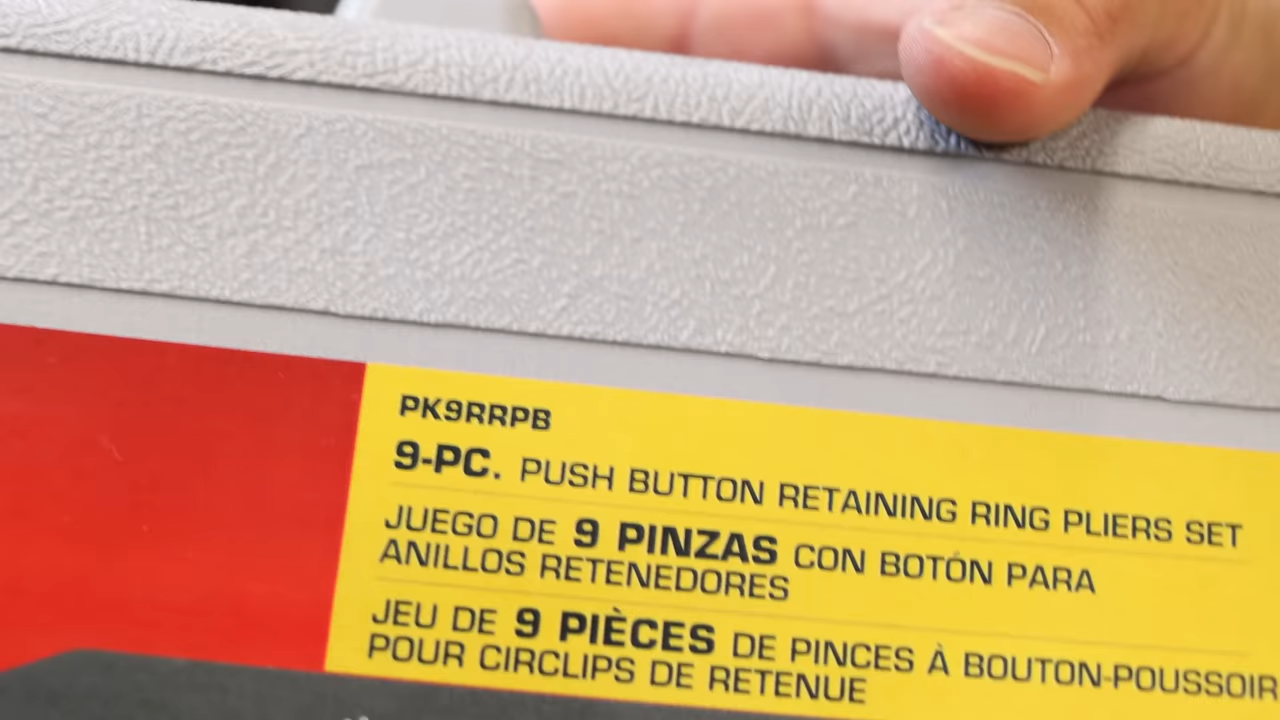 PK9RRPB
9-PC. PUSH BUTTON RETAINING RING PLIERS SET
JUEGO DE 9 PINZAS CON BOTÓN PARA
ANILLOS RETENEDORES
JEU DE 9 PIÈCES DE PINCES À BOUTON-POUSSOIR
POUR CIRCLIPS DE RETENUE